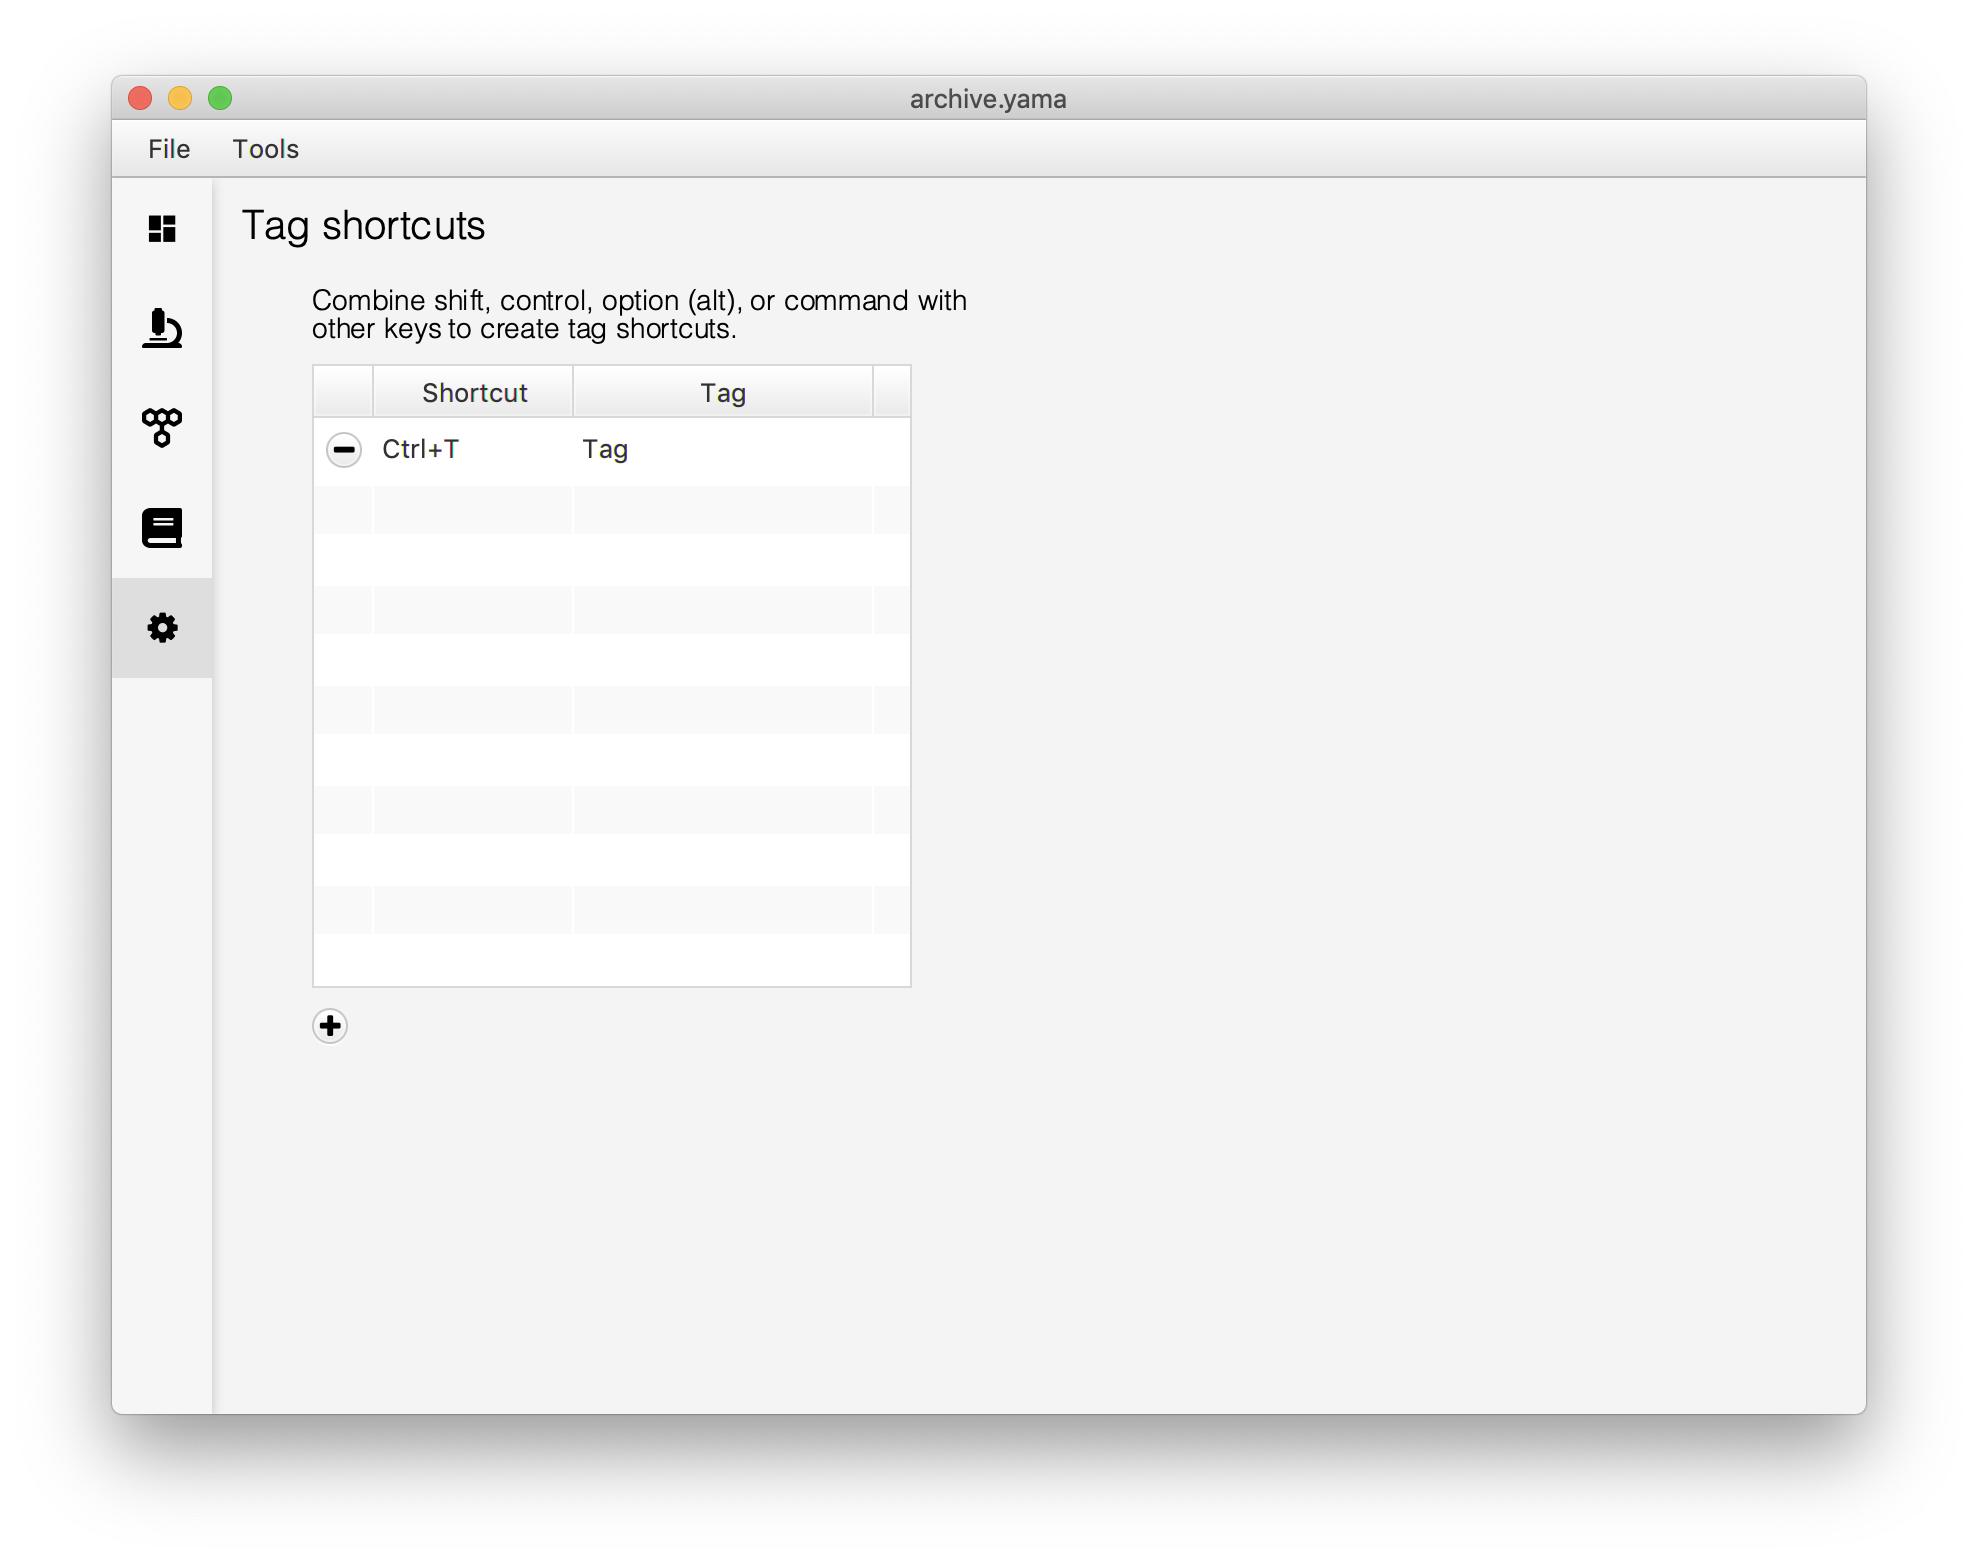 archive.yama
File Tools
Tag shortcuts
Combine shift, control, option (alt), or command with
other keys to create tag shortcuts.
Shortcut Tag
Ctrl+T Tag